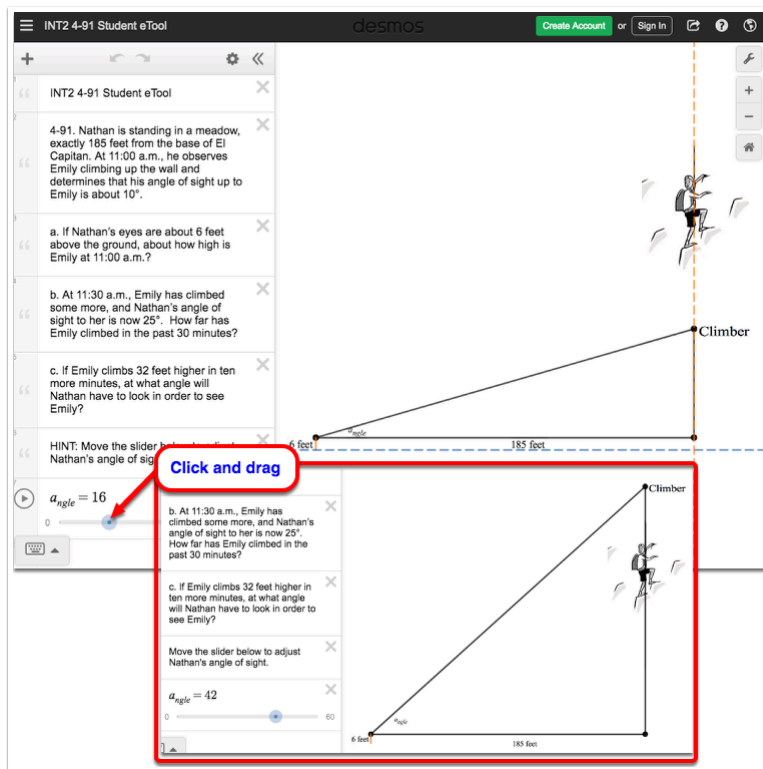 INT2 4-91 Student eTool
desmos
Create Account or Sign In
1
INT2 4-91 Student eTool
4-91. Nathan is standing in a meadow,
exactly 185 feet from the base of El
Capitan. At 11:00 a.m., he observes
Emily climbing up the wall and
determines that his angle of sight up to
Emily is about 10°.
a. If Nathan's eyes are about 6 feet
above the ground, about how high is
Emily at 11:00 a.m.?
b. At 11:30 a.m., Emily has climbed
some more, and Nathan's angle of
sight to her is now 25°. How far has
Emily climbed in the past 30 minutes?
c. If Emily climbs 32 feet higher in ten
more minutes, at what angle will
Nathan have to look in order to see
Emily?
HINT: Move the slider
Nathan's angle of
angle = 16
0
Climber
angle
6 feet
185 feet
Click and drag
b. At 11:30 a.m., Emily has
climbed some more, and Nathan's
angle of sight to her is now 25°.
How far has Emily climbed in the
past 30 minutes?
c. If Emily climbs 32 feet higher in
ten more minutes, at what angle
will Nathan have to look in order to
see Emily?
Move the slider below to adjust
Nathan's angle of sight.
angle = 42
0 60
Climber
angle
6 feet
185 feet